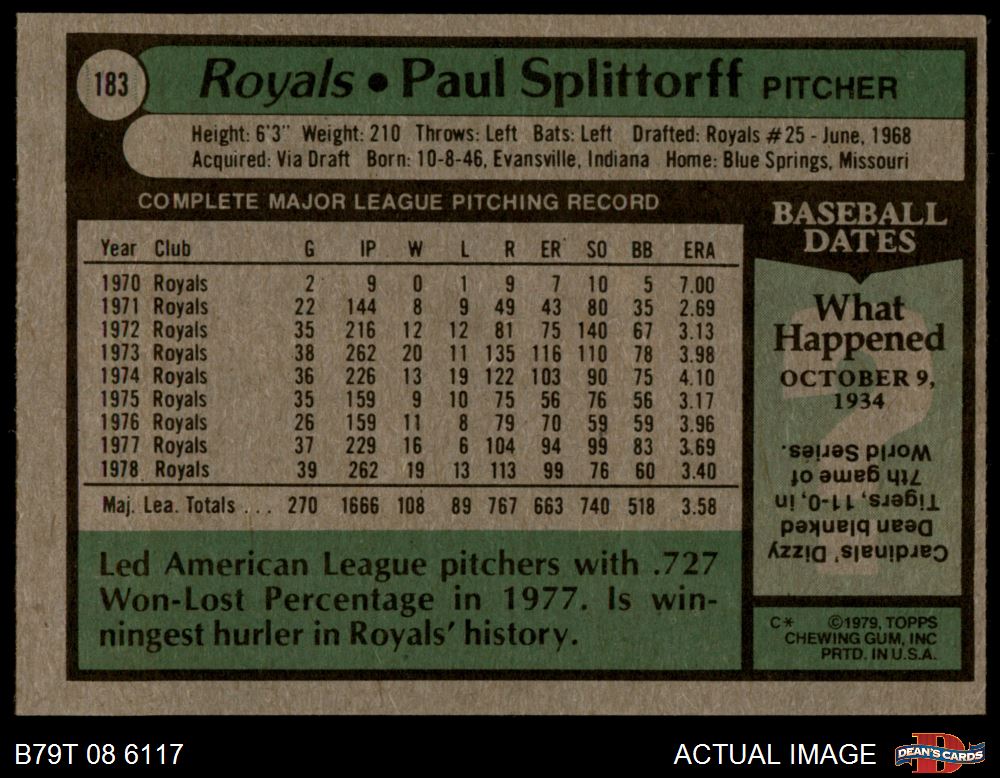 183
Royals • Paul Splittorff PITCHER
Height: 6'3" Weight: 210 Throws: Left Bats: Left Drafted: Royals #25 - June, 1968
Acquired: Via Draft Born: 10-8-46, Evansville, Indiana Home: Blue Springs, Missouri
COMPLETE MAJOR LEAGUE PITCHING RECORD
Year Club G IP W L R ER SO BB ERA
1970 Royals 2 9 0 1 9 7 10 5 7.00
1971 Royals 22 144 8 9 49 43 80 35 2.69
1972 Royals 35 216 12 12 81 75 140 67 3.13
1973 Royals 38 262 20 11 135 116 110 78 3.98
1974 Royals 36 226 13 19 122 103 90 75 4.10
1975 Royals 35 159 9 10 75 56 76 56 3.17
1976 Royals 26 159 11 8 79 70 59 59 3.96
1977 Royals 37 229 16 6 104 94 99 83 3.69
1978 Royals 39 262 19 13 113 99 76 60 3.40
Maj. Lea. Totals . . . 270 1666 108 89 767 663 740 518 3.58
Led American League pitchers with .727
Won-Lost Percentage in 1977. Is win-
ningest hurler in Royals' history.
BASEBALL
DATES
What
Happened
OCTOBER 9,
1934
Cardinals' Dizzy
Dean blanked
Tigers, 11-0, in
7th game of
World Series.
C* ©1979, TOPPS
CHEWING GUM, INC
PRTD. IN U.S.A.
B79T 08 6117
ACTUAL IMAGE
DEAN'S CARDS